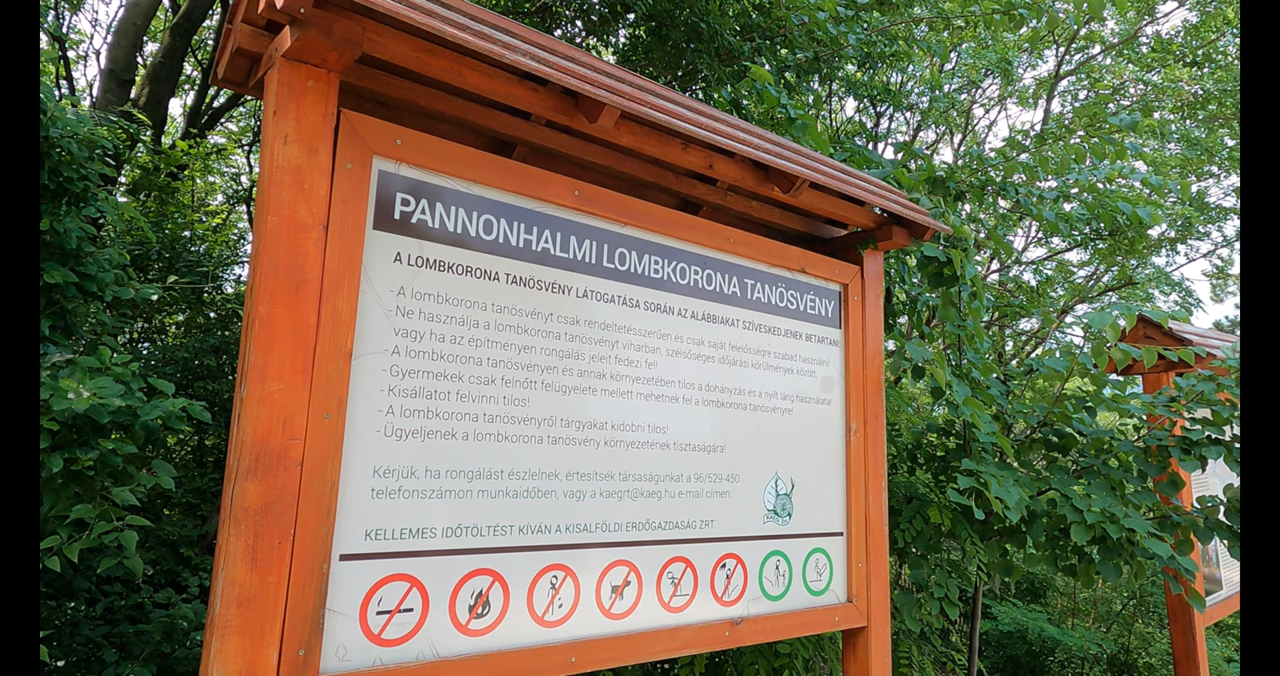 PANNONHALMI LOMBKORONA TANÖSVÉNY
A LOMBKORONA TANÖSVÉNY LÁTOGATÁSA SORÁN AZ ALÁBBIAKAT SZÍVESKEDJENEK BETARTANI:
- A lombkorona tanösvényt csak rendeltetésszerűen és csak saját felelősségre szabad használni!
- Ne használja a lombkorona tanösvényt viharban, szélsőséges időjárási körülmények között,
vagy ha az építményen rongálás jeleit fedezi fel!
- A lombkorona tanösvényen és annak környezetében tilos a dohányzás és a nyílt láng használata!
- Gyermekek csak felnőtt felügyelete mellett mehetnek fel a lombkorona tanösvényre!
- Kisállatot felvinni tilos!
- A lombkorona tanösvényről tárgyakat kidobni tilos!
- Ügyeljenek a lombkorona tanösvény környezetének tisztaságára!
Kérjük, ha rongálást észlelnek, értesítsék társaságunkat a 96/529-450
telefonszámon munkaidőben, vagy a kaegrt@kaeg.hu e-mail címen.
KAEG Zrt.
KELLEMES IDŐTÖLTÉST KÍVÁN A KISALFÖLDI ERDŐGAZDASÁG ZRT.